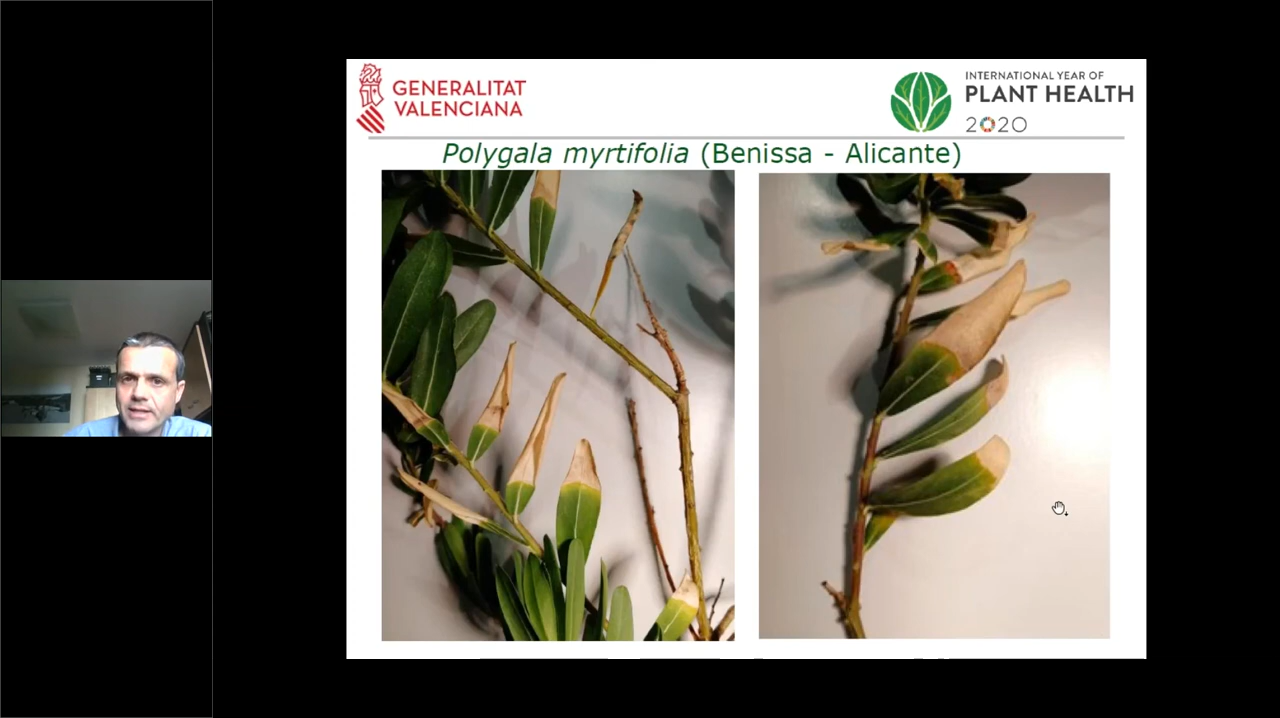 GENERALITAT
VALENCIANA
INTERNATIONAL YEAR OF
PLANT HEALTH
2020
Polygala myrtifolia (Benissa - Alicante)